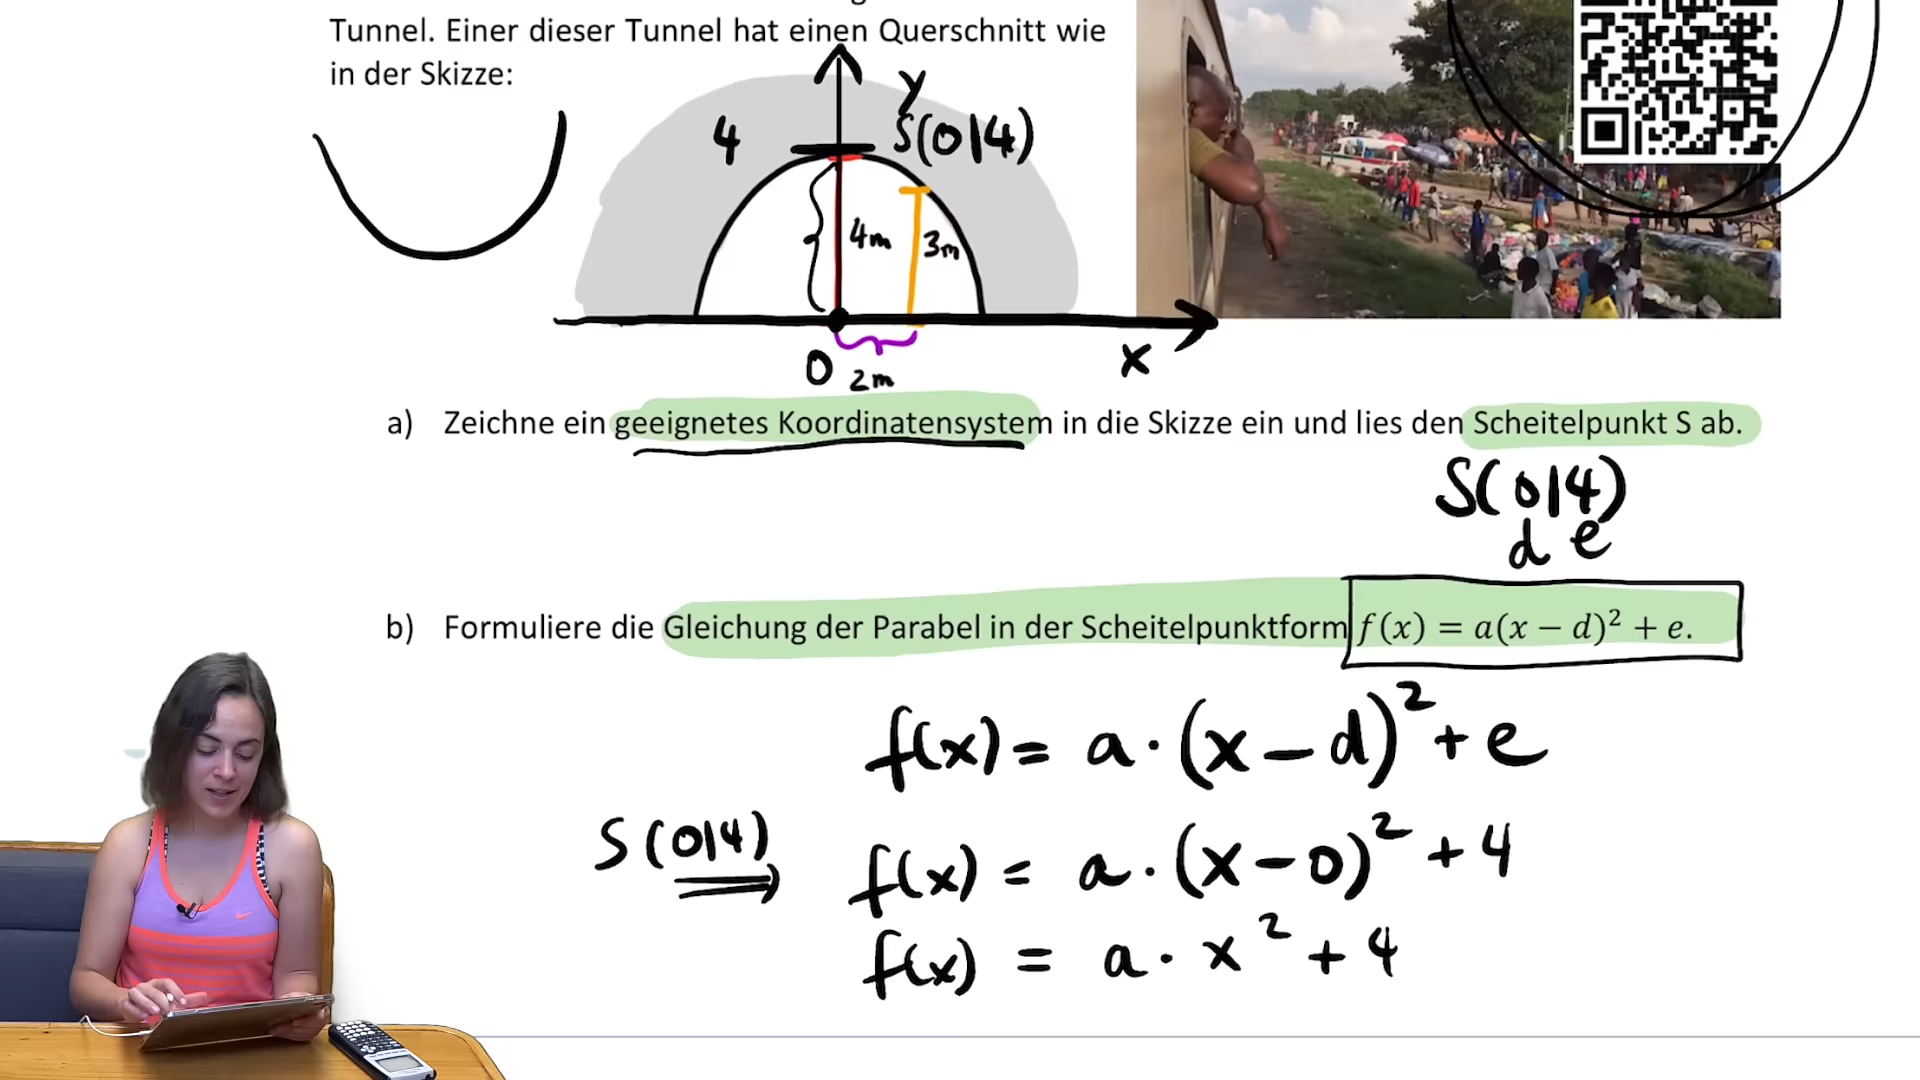 Tunnel. Einer dieser Tunnel hat einen Querschnitt wie
in der Skizze:
y
4
S(0|4)
4m
3m
0
2m
x
a) Zeichne ein geeignetes Koordinatensystem in die Skizze ein und lies den Scheitelpunkt S ab.
S(0|4)
d e
b) Formuliere die Gleichung der Parabel in der Scheitelpunktform f(x) = a(x − d)² + e.
f(x) = a · (x − d)² + e
S(0|4)
f(x) = a · (x − 0)² + 4
f(x) = a · x² + 4